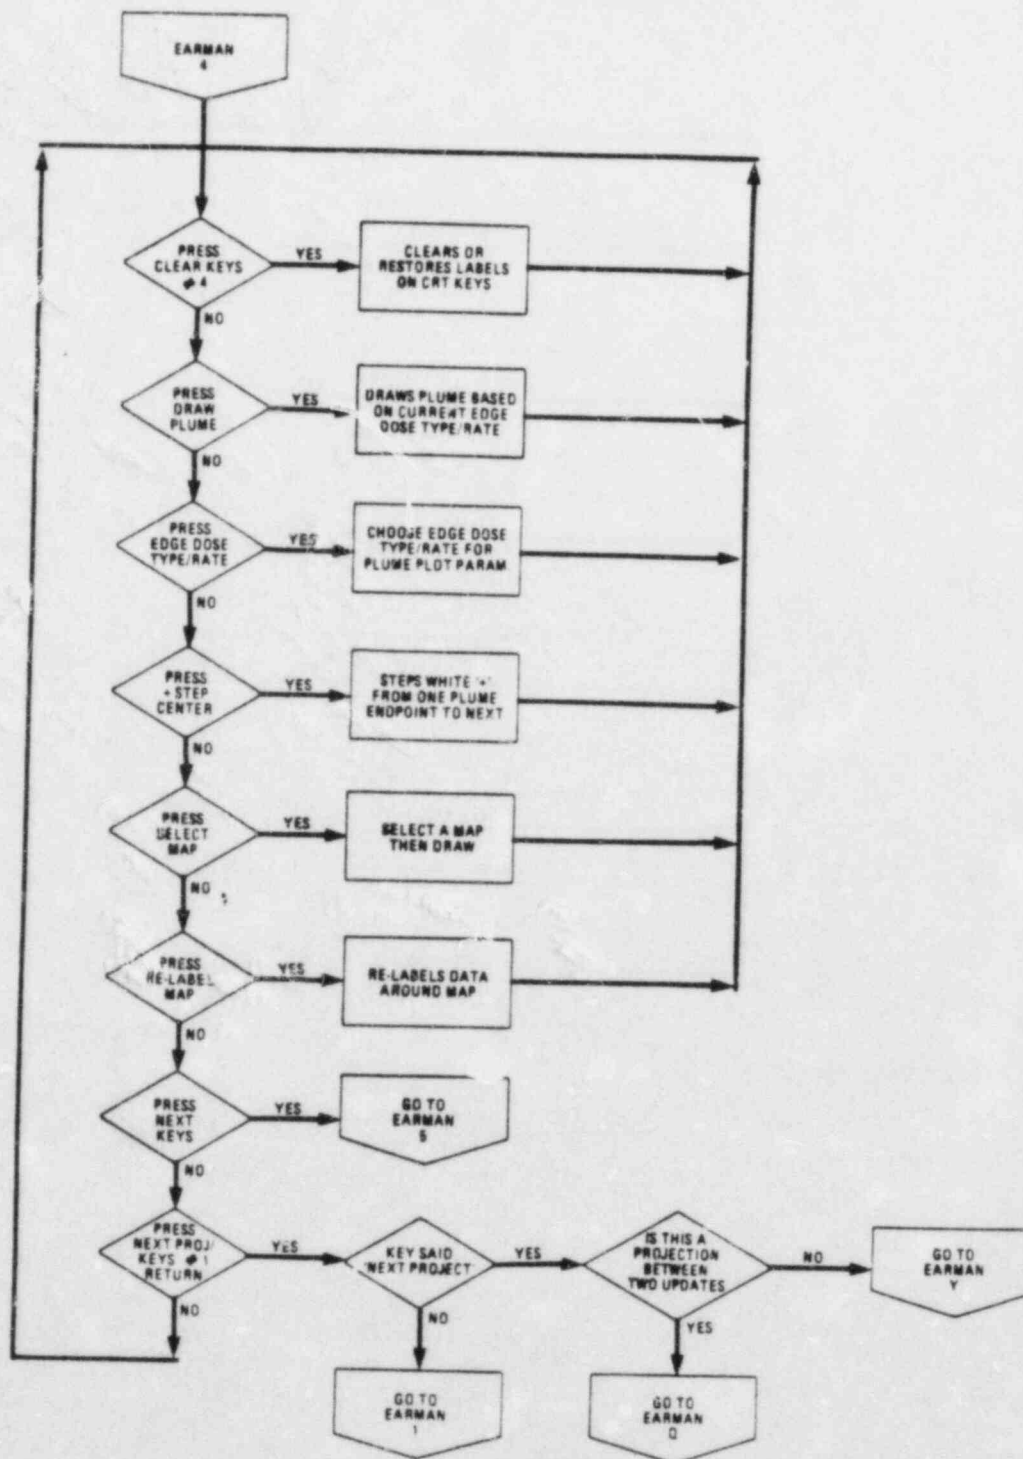 EARMAN
4
PRESS
CLEAR KEYS
# 4
YES
CLEARS OR
RESTORES LABELS
ON CRT KEYS
NO
PRESS
DRAW
PLUME
YES
DRAWS PLUME BASED
ON CURRENT EDGE
DOSE TYPE/RATE
NO
PRESS
EDGE DOSE
TYPE/RATE
YES
CHOOSE EDGE DOSE
TYPE/RATE FOR
PLUME PLOT PARAM
NO
PRESS
+ STEP
CENTER
YES
STEPS WHITE '+'
FROM ONE PLUME
ENDPOINT TO NEXT
NO
PRESS
SELECT
MAP
YES
SELECT A MAP
THEN DRAW
NO
PRESS
RE-LABEL
MAP
YES
RE-LABELS DATA
AROUND MAP
NO
PRESS
NEXT
KEYS
YES
GO TO
EARMAN
5
NO
PRESS
NEXT PROJ/
KEYS # 1
RETURN
YES
KEY SAID
'NEXT PROJECT'
YES
IS THIS A
PROJECTION
BETWEEN
TWO UPDATES
NO
GO TO
EARMAN
Y
NO
NO
YES
GO TO
EARMAN
1
GO TO
EARMAN